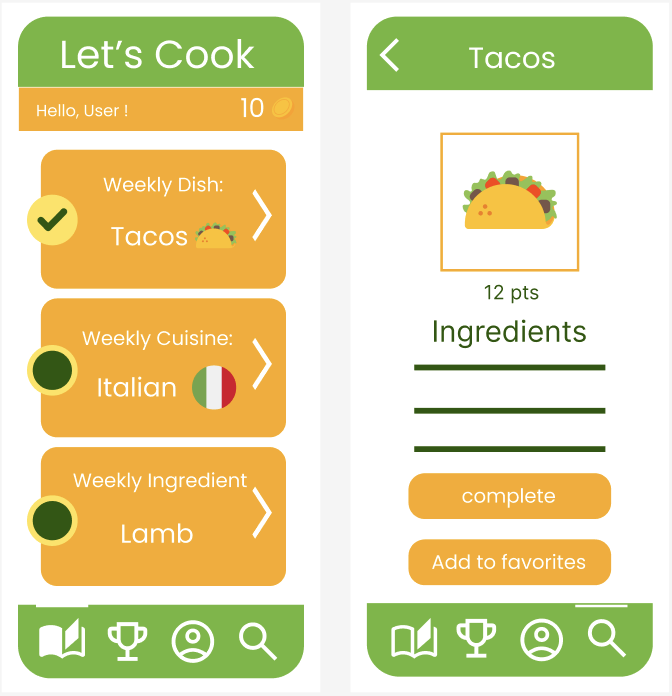 Let's Cook
Hello, User !
10
Weekly Dish:
Tacos
Weekly Cuisine:
Italian
Weekly Ingredient
Lamb
Tacos
12 pts
Ingredients
complete
Add to favorites